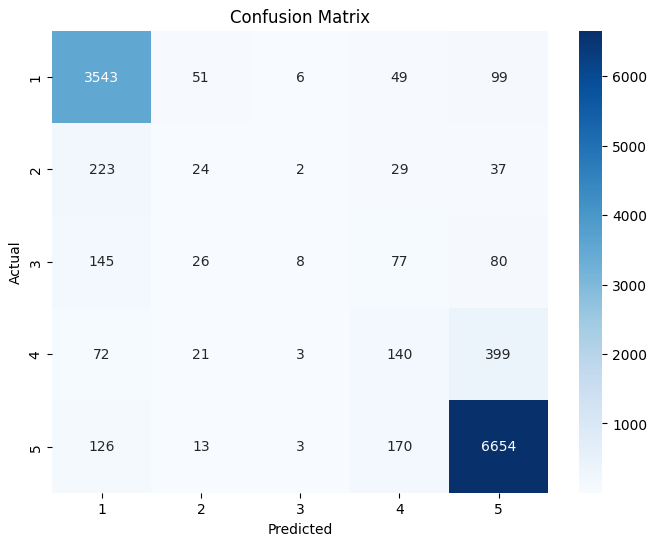 Confusion Matrix
Actual
1 3543 51 6 49 99
2 223 24 2 29 37
3 145 26 8 77 80
4 72 21 3 140 399
5 126 13 3 170 6654
1 2 3 4 5
Predicted
6000
5000
4000
3000
2000
1000